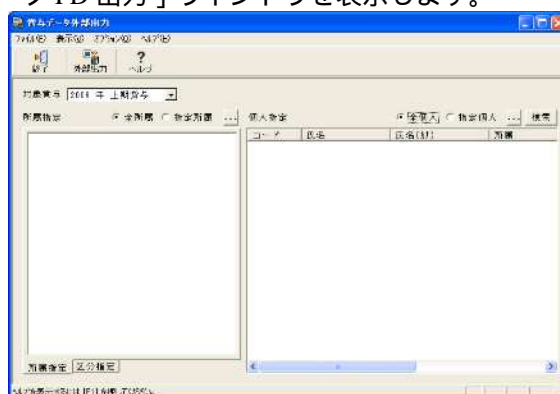 タFD出力」ウィンドウを表示します。
賞与データ外部出力
ファイル(F) 表示(V) オプション(O) ヘルプ(H)
終了 外部出力 ヘルプ
対象賞与 年 上期賞与
所属指定 全所属 指定所属 ... 個人指定 全個人 指定個人 ... 検索
コード 氏名 氏名(カナ) 所属
所属指定 区分指定